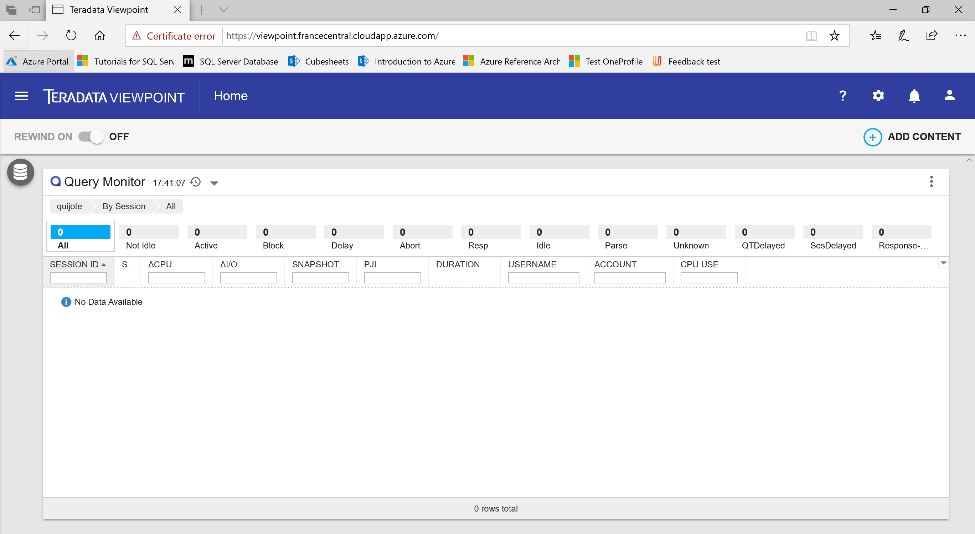 Teradata Viewpoint
Certificate error https://viewpoint.francecentral.cloudapp.azure.com/
Azure Portal Tutorials for SQL Serv m SQL Server Database Cubesheets Introduction to Azure Azure Reference Arch Test OneProfile Feedback test
TERADATA VIEWPOINT Home ?
REWIND ON OFF + ADD CONTENT
Query Monitor 17:41:07
quijote By Session All
0 0 0 0 0 0 0 0 0 0 0 0 0
All Not Idle Active Block Delay Abort Resp Idle Parse Unknown QTDelayed SesDelayed Response-...
SESSION ID S.. ΔCPU ΔI/O SNAPSHOT.. PJI DURATION USERNAME ACCOUNT CPU USE
i No Data Available
0 rows total